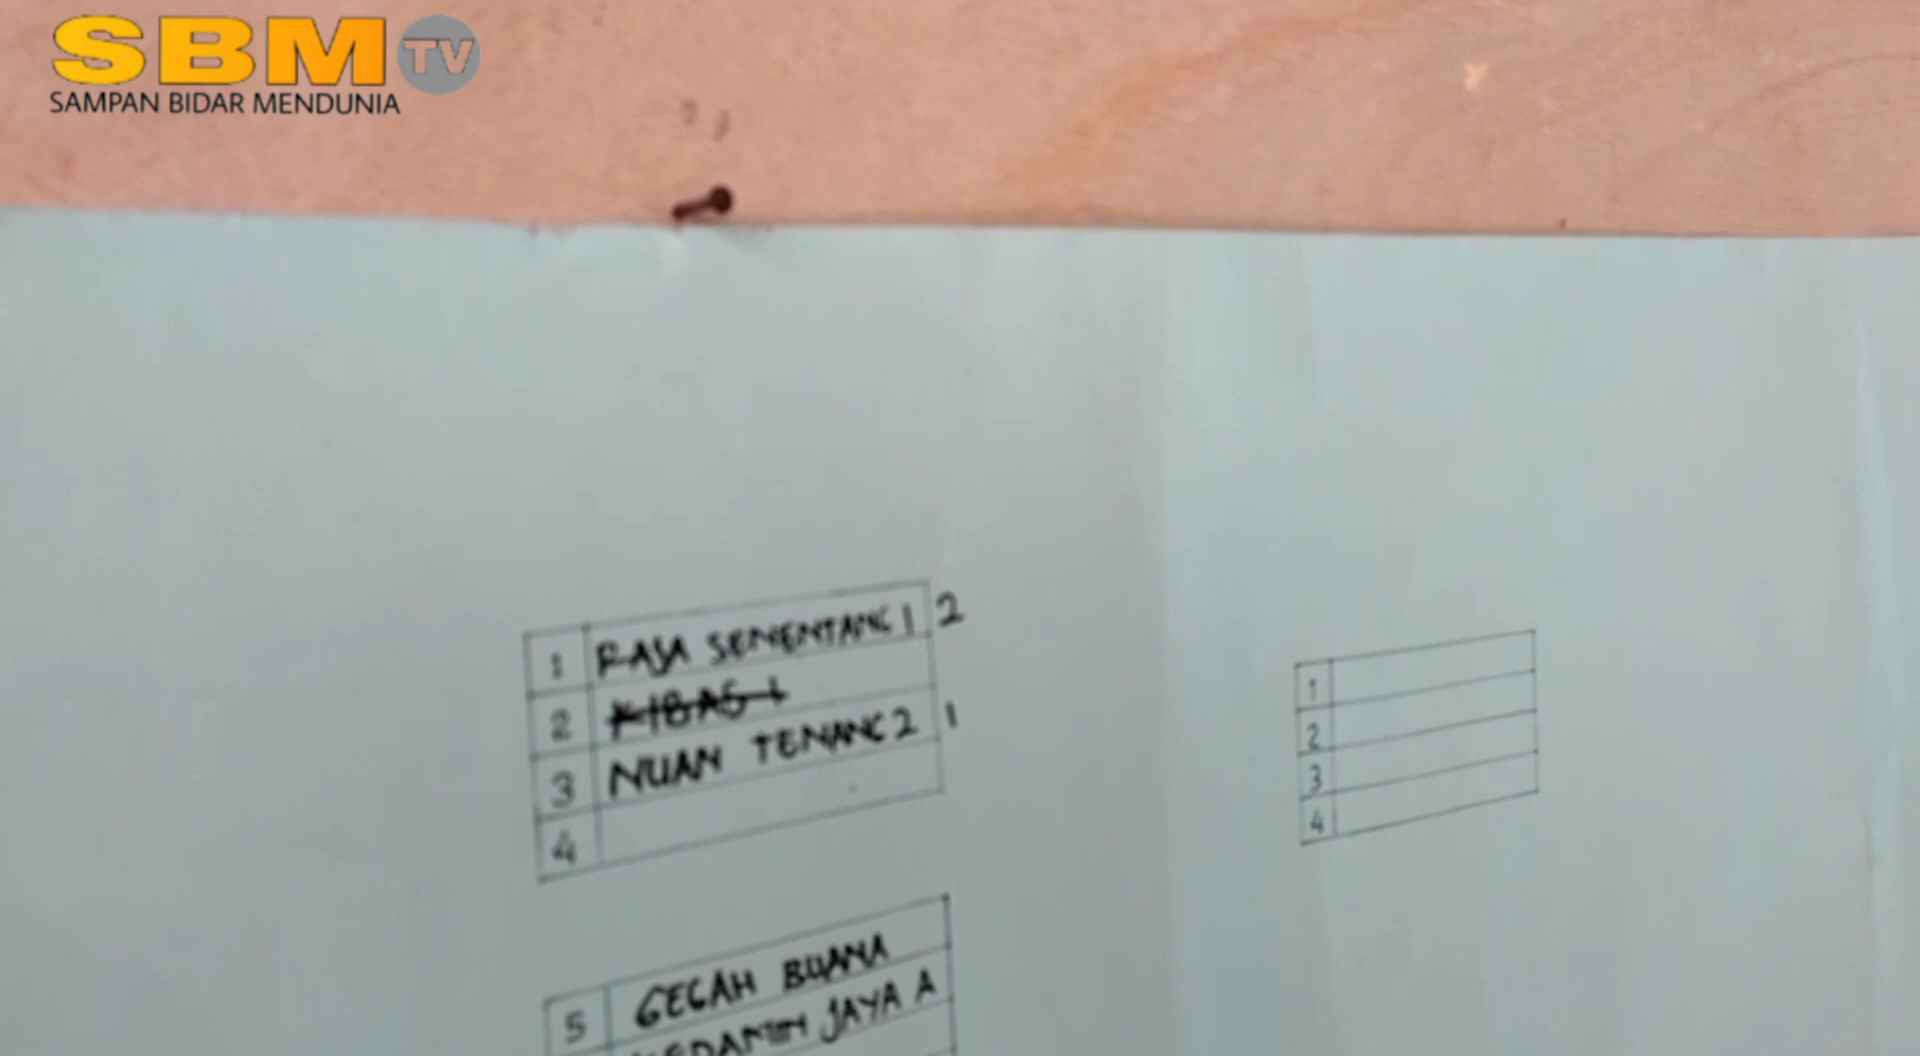 SBM TV
SAMPAN BIDAR MENDUNIA
1 RAJA SENENTANG 1 2
2 KIBAS 1
3 NUAN TENANG 2 1
4
5 GEGAH BUANA
JAYA A
1
2
3
4